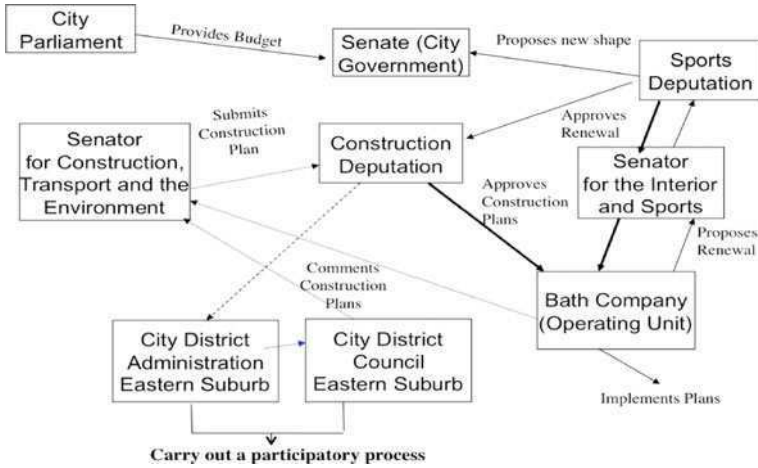 City
Parliament
Provides Budget
Senate (City
Government)
Proposes new shape
Sports
Deputation
Submits
Construction
Plan
Approves
Renewal
Senator
for Construction,
Transport and the
Environment
Construction
Deputation
Senator
for the Interior
and Sports
Approves
Construction
Plans
Proposes
Renewal
Comments
Construction
Plans
Bath Company
(Operating Unit)
City District
Administration
Eastern Suburb
City District
Council
Eastern Suburb
Implements Plans
Carry out a participatory process